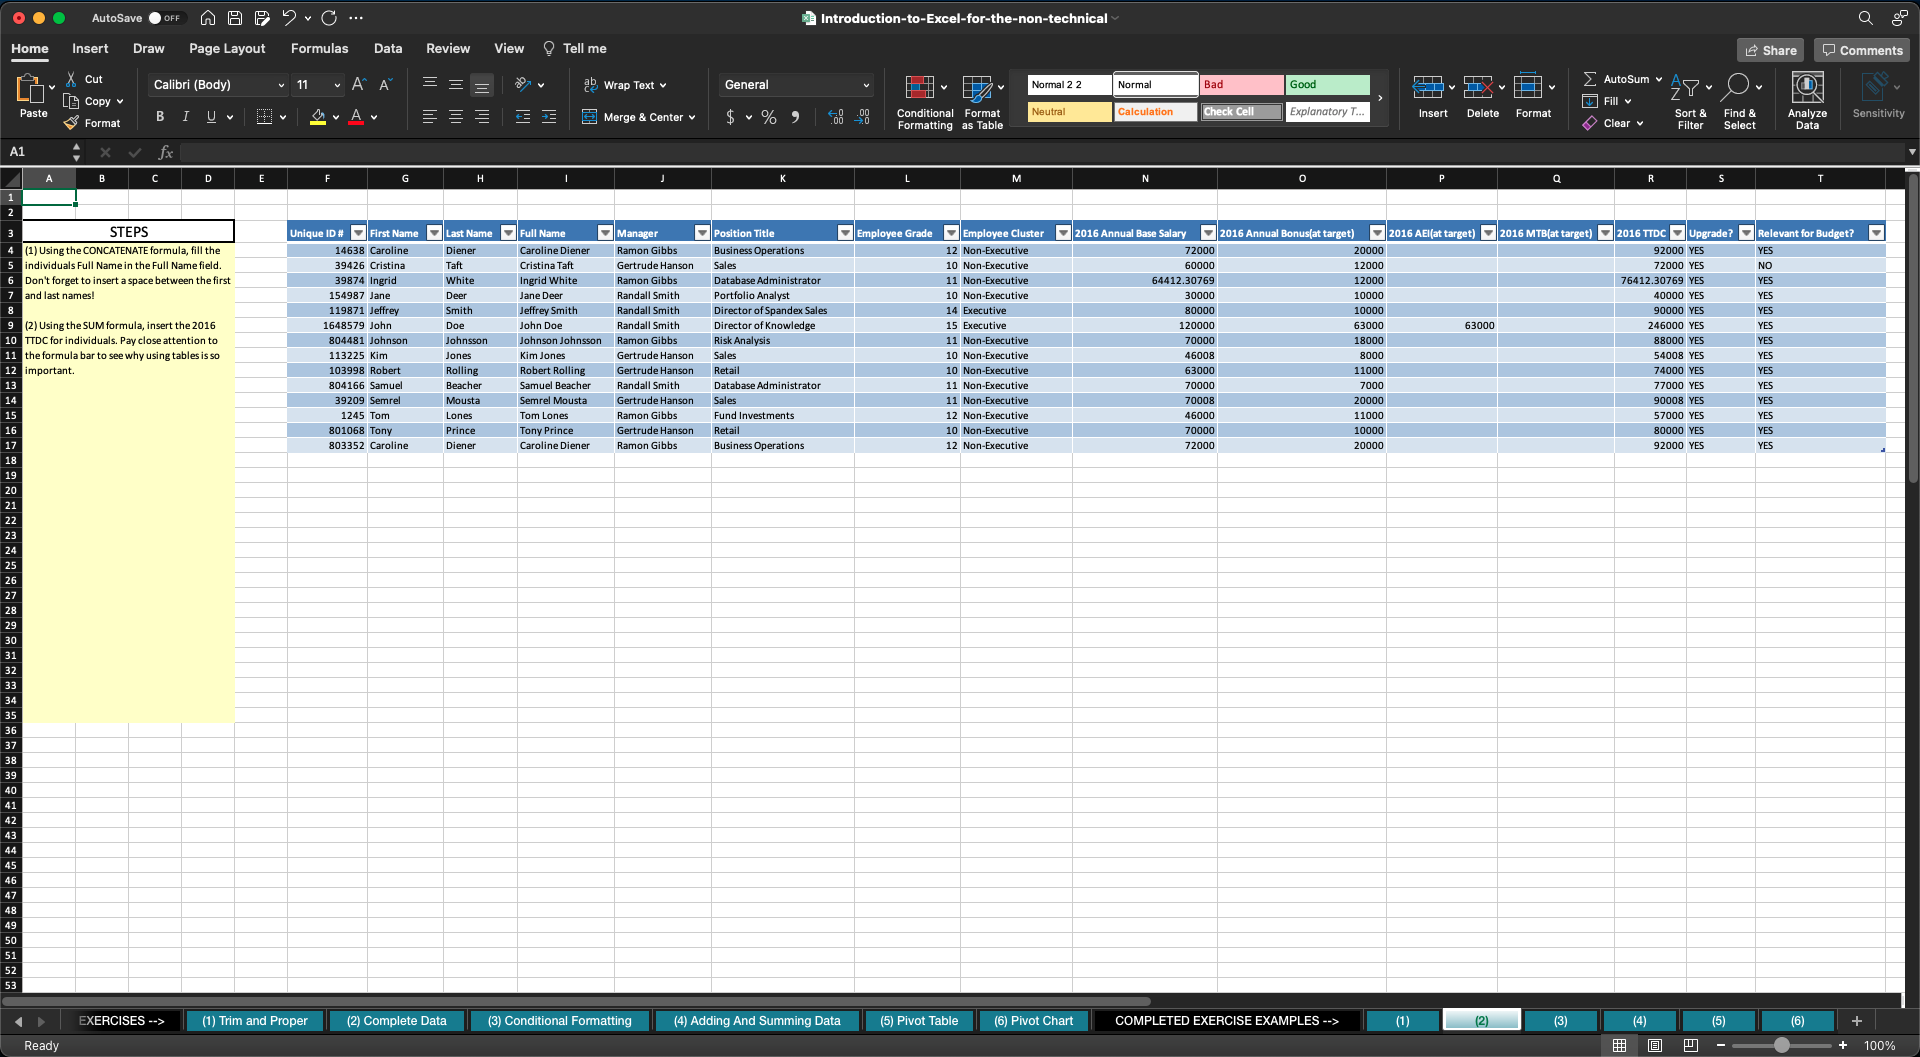 AutoSave OFF Introduction-to-Excel-for-the-non-technical
Home Insert Draw Page Layout Formulas Data Review View Tell me Share Comments
Paste Cut Copy Format
Calibri (Body) 11 A A
B I U A
ab Wrap Text
Merge & Center
General
$ % 9 .00 .00
Conditional Formatting Format as Table
Normal 2 2 Normal Bad Good
Neutral Calculation Check Cell Explanatory T...
Insert Delete Format
AutoSum Fill Clear
Sort & Filter Find & Select Analyze Data Sensitivity
A1 fx
A B C D E F G H I J K L M N O P Q R S T
1
2
3 STEPS Unique ID # First Name Last Name Full Name Manager Position Title Employee Grade Employee Cluster 2016 Annual Base Salary 2016 Annual Bonus(at target) 2016 AEI(at target) 2016 MTB(at target) 2016 TTDC Upgrade? Relevant for Budget?
4 (1) Using the CONCATENATE formula, fill the 14638 Caroline Diener Caroline Diener Ramon Gibbs Business Operations 12 Non-Executive 72000 20000 92000 YES YES
5 individuals Full Name in the Full Name field. 39426 Cristina Taft Cristina Taft Gertrude Hanson Sales 10 Non-Executive 60000 12000 72000 YES NO
6 Don't forget to insert a space between the first 39874 Ingrid White Ingrid White Ramon Gibbs Database Administrator 11 Non-Executive 64412.30769 12000 76412.30769 YES YES
7 and last names! 154987 Jane Deer Jane Deer Randall Smith Portfolio Analyst 10 Non-Executive 30000 10000 40000 YES YES
8 119871 Jeffrey Smith Jeffrey Smith Randall Smith Director of Spandex Sales 14 Executive 80000 10000 90000 YES YES
9 (2) Using the SUM formula, insert the 2016 1648579 John Doe John Doe Randall Smith Director of Knowledge 15 Executive 120000 63000 63000 246000 YES YES
10 TTDC for individuals. Pay close attention to 804481 Johnson Johnsson Johnson Johnsson Ramon Gibbs Risk Analysis 11 Non-Executive 70000 18000 88000 YES YES
11 the formula bar to see why using tables is so 113225 Kim Jones Kim Jones Gertrude Hanson Sales 10 Non-Executive 46008 8000 54008 YES YES
12 important. 103998 Robert Rolling Robert Rolling Gertrude Hanson Retail 10 Non-Executive 63000 11000 74000 YES YES
13 804166 Samuel Beacher Samuel Beacher Randall Smith Database Administrator 11 Non-Executive 70000 7000 77000 YES YES
14 39209 Semrel Mousta Semrel Mousta Gertrude Hanson Sales 11 Non-Executive 70008 20000 90008 YES YES
15 1245 Tom Lones Tom Lones Ramon Gibbs Fund Investments 12 Non-Executive 46000 11000 57000 YES YES
16 801068 Tony Prince Tony Prince Gertrude Hanson Retail 10 Non-Executive 70000 10000 80000 YES YES
17 803352 Caroline Diener Caroline Diener Ramon Gibbs Business Operations 12 Non-Executive 72000 20000 92000 YES YES
18
19
20
21
22
23
24
25
26
27
28
29
30
31
32
33
34
35
36
37
38
39
40
41
42
43
44
45
46
47
48
49
50
51
52
53
EXERCISES --> (1) Trim and Proper (2) Complete Data (3) Conditional Formatting (4) Adding And Summing Data (5) Pivot Table (6) Pivot Chart COMPLETED EXERCISE EXAMPLES --> (1) (2) (3) (4) (5) (6) +
Ready 100%